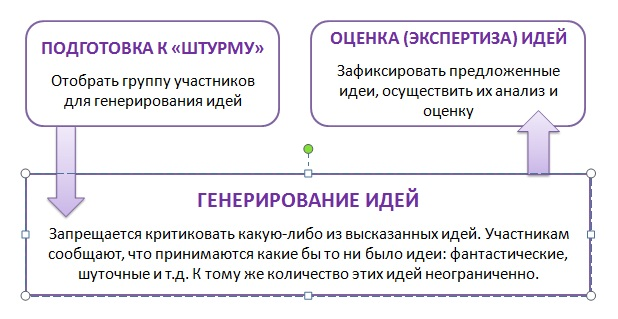 ПОДГОТОВКА К «ШТУРМУ»
Отобрать группу участников
для генерирования идей
ОЦЕНКА (ЭКСПЕРТИЗА) ИДЕЙ
Зафиксировать предложенные
идеи, осуществить их анализ и
оценку
ГЕНЕРИРОВАНИЕ ИДЕЙ
Запрещается критиковать какую-либо из высказанных идей. Участникам
сообщают, что принимаются какие бы то ни было идеи: фантастические,
шуточные и т.д. К тому же количество этих идей неограниченно.